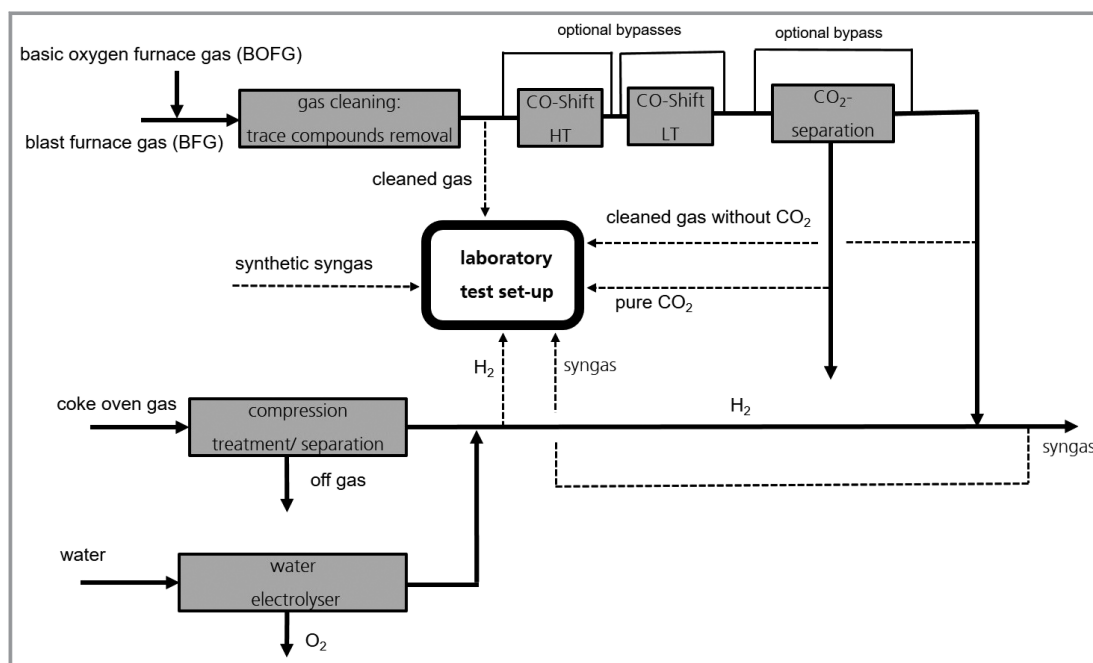 optional bypasses
optional bypass
basic oxygen furnace gas (BOFG)
blast furnace gas (BFG)
gas cleaning:
trace compounds removal
CO-Shift
HT
CO-Shift
LT
CO₂-
separation
cleaned gas
cleaned gas without CO₂
synthetic syngas
laboratory
test set-up
pure CO₂
H₂
syngas
coke oven gas
compression
treatment/ separation
H₂
syngas
off gas
water
water
electrolyser
O₂